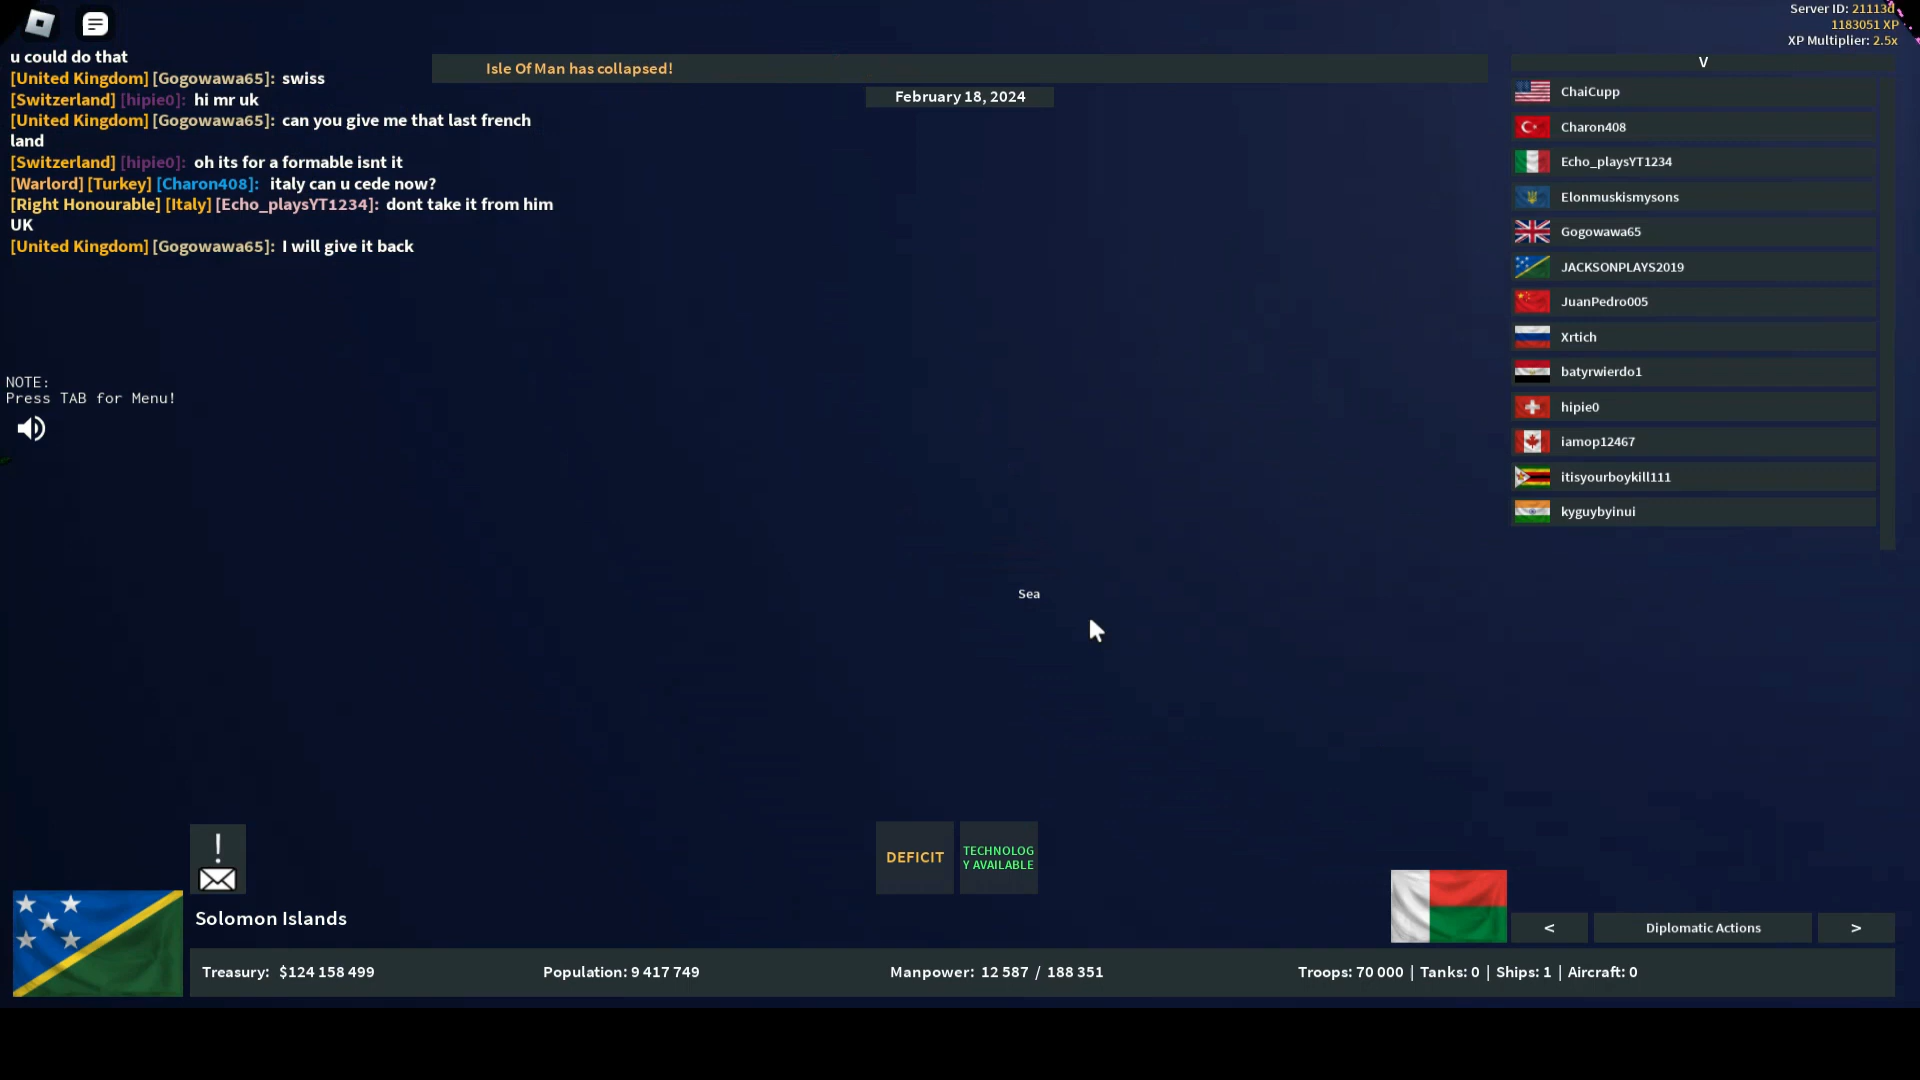 Server ID: 21113d
1183051 XP
XP Multiplier: 2.5x
u could do that
[United Kingdom] [Gogowawa65]: swiss
[Switzerland] [hipie0]: hi mr uk
[United Kingdom] [Gogowawa65]: can you give me that last french
land
[Switzerland] [hipie0]: oh its for a formable isnt it
[Warlord] [Turkey] [Charon408]: italy can u cede now?
[Right Honourable] [Italy] [Echo_playsYT1234]: dont take it from him
UK
[United Kingdom] [Gogowawa65]: I will give it back
Isle Of Man has collapsed!
February 18, 2024
V
ChaiCupp
Charon408
Echo_playsYT1234
Elonmuskismysons
Gogowawa65
JACKSONPLAYS2019
JuanPedro005
Xrtich
batyrwierdo1
hipie0
iamop12467
itisyourboykill111
kyguybyinui
NOTE:
Press TAB for Menu!
Sea
!
DEFICIT
TECHNOLOG
Y AVAILABLE
Solomon Islands
< Diplomatic Actions >
Treasury: $124 158 499 Population: 9 417 749 Manpower: 12 587 / 188 351 Troops: 70 000 | Tanks: 0 | Ships: 1 | Aircraft: 0